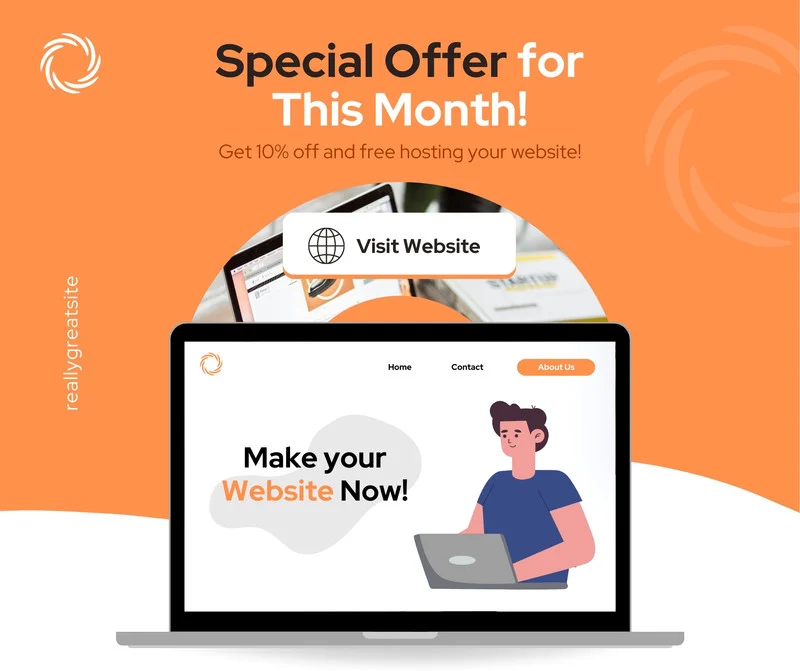 Special Offer for
This Month!
Get 10% off and free hosting your website!
Visit Website
STARTUP
reallygreatsite
Home
Contact
About Us
Make your
Website Now!